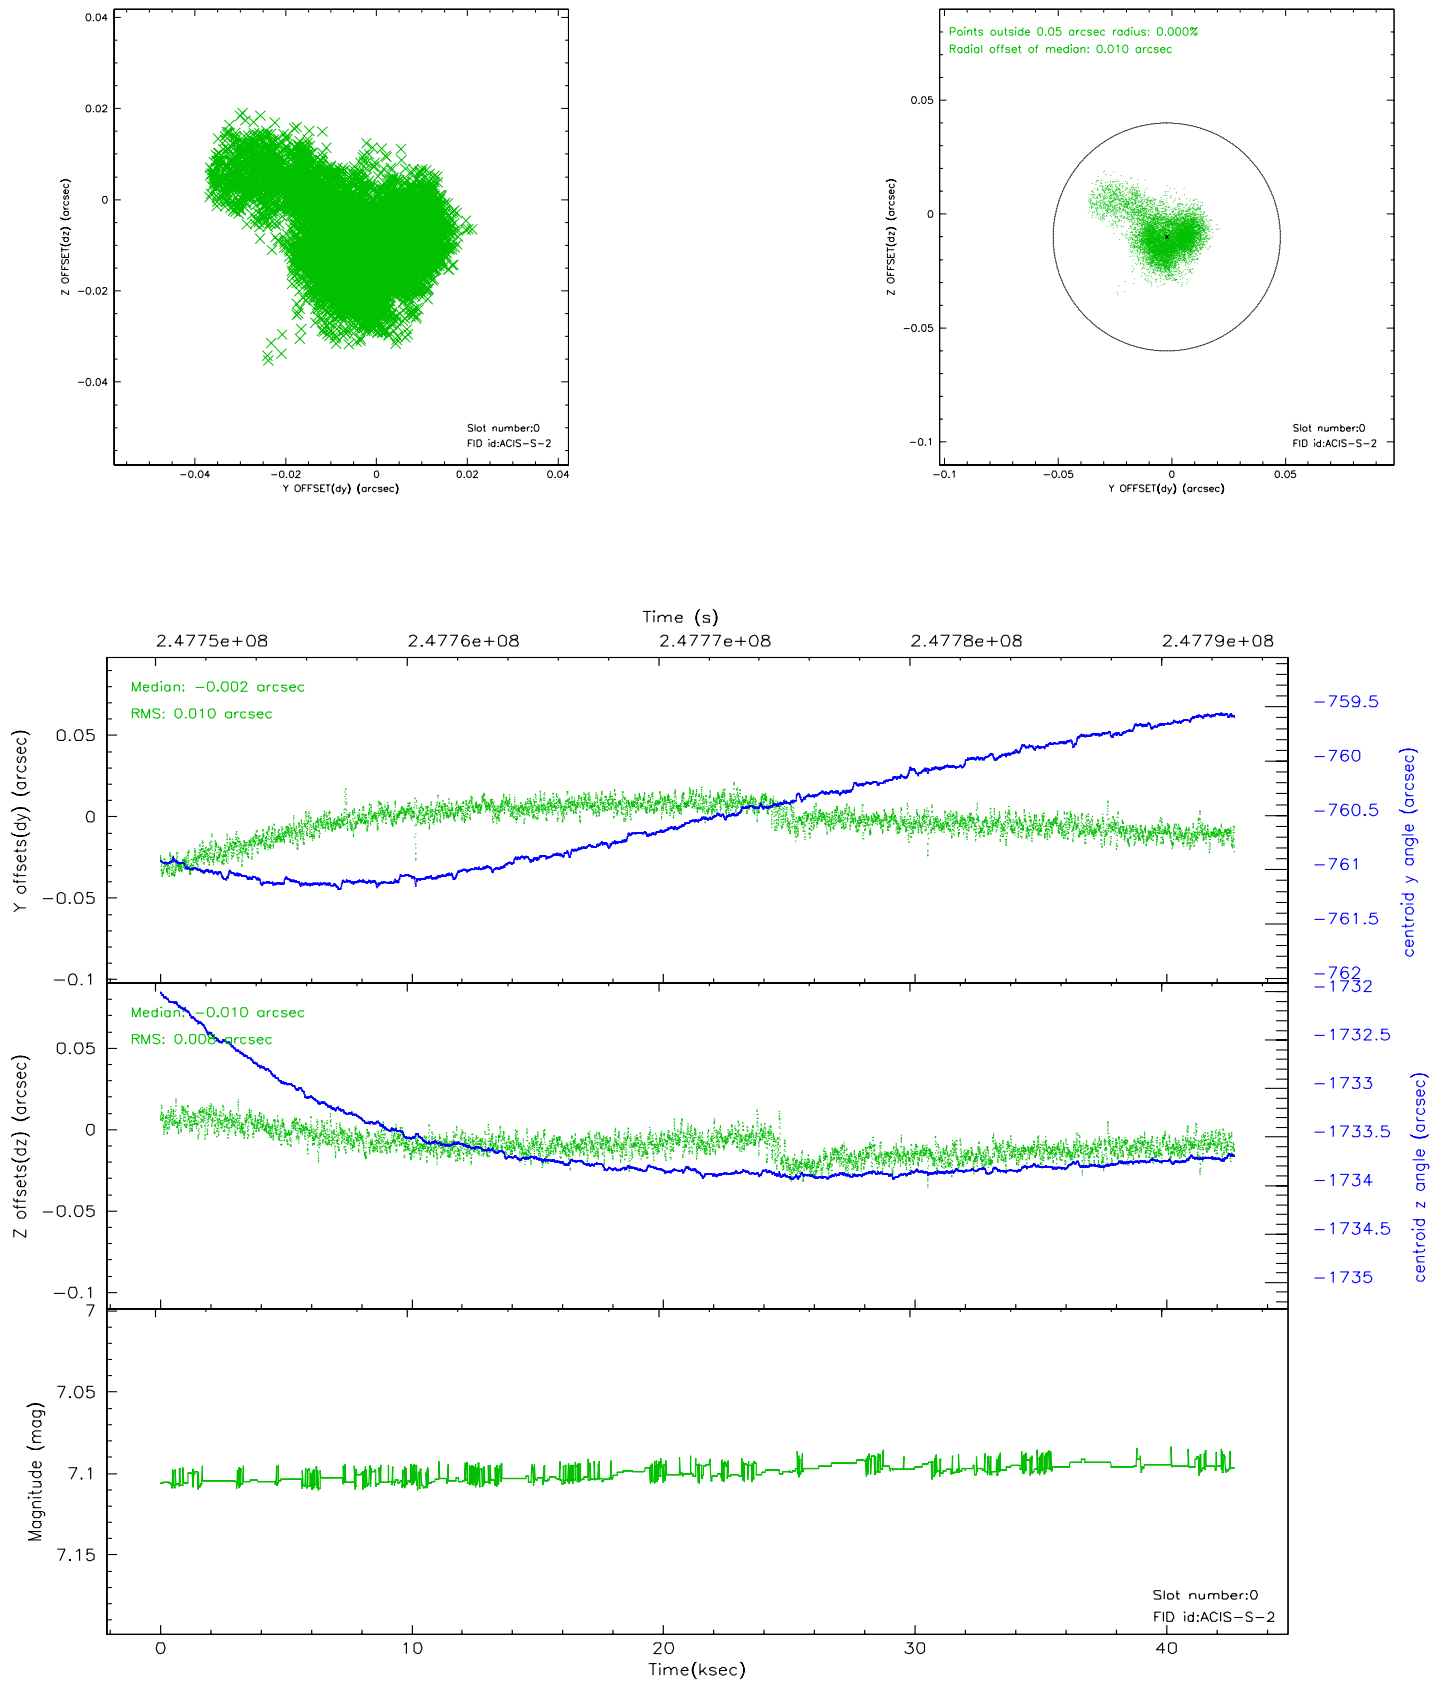 0.04
0.02
0
−0.02
−0.04
Z OFFSET(dz) (arcsec)
Slot number:0
FID id:ACIS−S−2
−0.04 −0.02 0 0.02 0.04
Y OFFSET(dy) (arcsec)
Points outside 0.05 arcsec radius: 0.000%
Radial offset of median: 0.010 arcsec
0.05
0
−0.05
−0.1
Z OFFSET(dz) (arcsec)
Slot number:0
FID id:ACIS−S−2
−0.1 −0.05 0 0.05
Y OFFSET(dy) (arcsec)
Time (s)
2.4775e+08 2.4776e+08 2.4777e+08 2.4778e+08 2.4779e+08
Median: −0.002 arcsec
RMS: 0.010 arcsec
0.05
0
−0.05
−0.1
Y offsets(dy) (arcsec)
−759.5
−760
−760.5
−761
−761.5
−762
centroid y angle (arcsec)
Median: −0.010 arcsec
RMS: 0.008 arcsec
0.05
0
−0.05
−0.1
Z offsets(dz) (arcsec)
−1732
−1732.5
−1733
−1733.5
−1734
−1734.5
−1735
centroid z angle (arcsec)
7
7.05
7.1
7.15
Magnitude (mag)
Slot number:0
FID id:ACIS−S−2
0 10 20 30 40
Time(ksec)